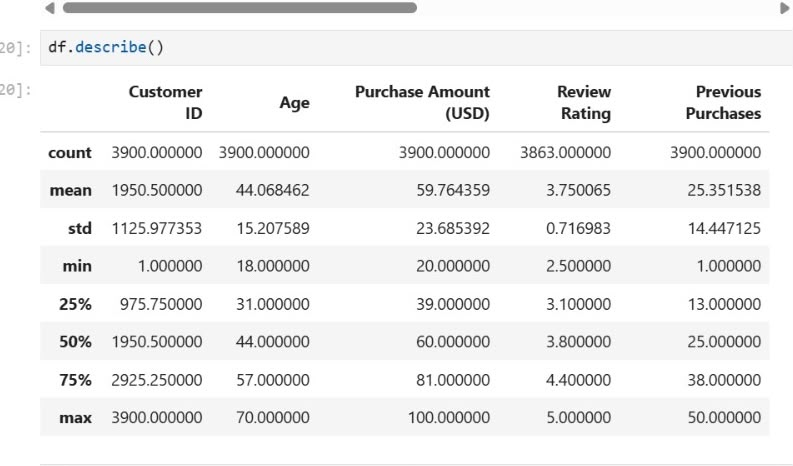 20]: df.describe()
20]: Customer ID Age Purchase Amount (USD) Review Rating Previous Purchases
count 3900.000000 3900.000000 3900.000000 3863.000000 3900.000000
mean 1950.500000 44.068462 59.764359 3.750065 25.351538
std 1125.977353 15.207589 23.685392 0.716983 14.447125
min 1.000000 18.000000 20.000000 2.500000 1.000000
25% 975.750000 31.000000 39.000000 3.100000 13.000000
50% 1950.500000 44.000000 60.000000 3.800000 25.000000
75% 2925.250000 57.000000 81.000000 4.400000 38.000000
max 3900.000000 70.000000 100.000000 5.000000 50.000000